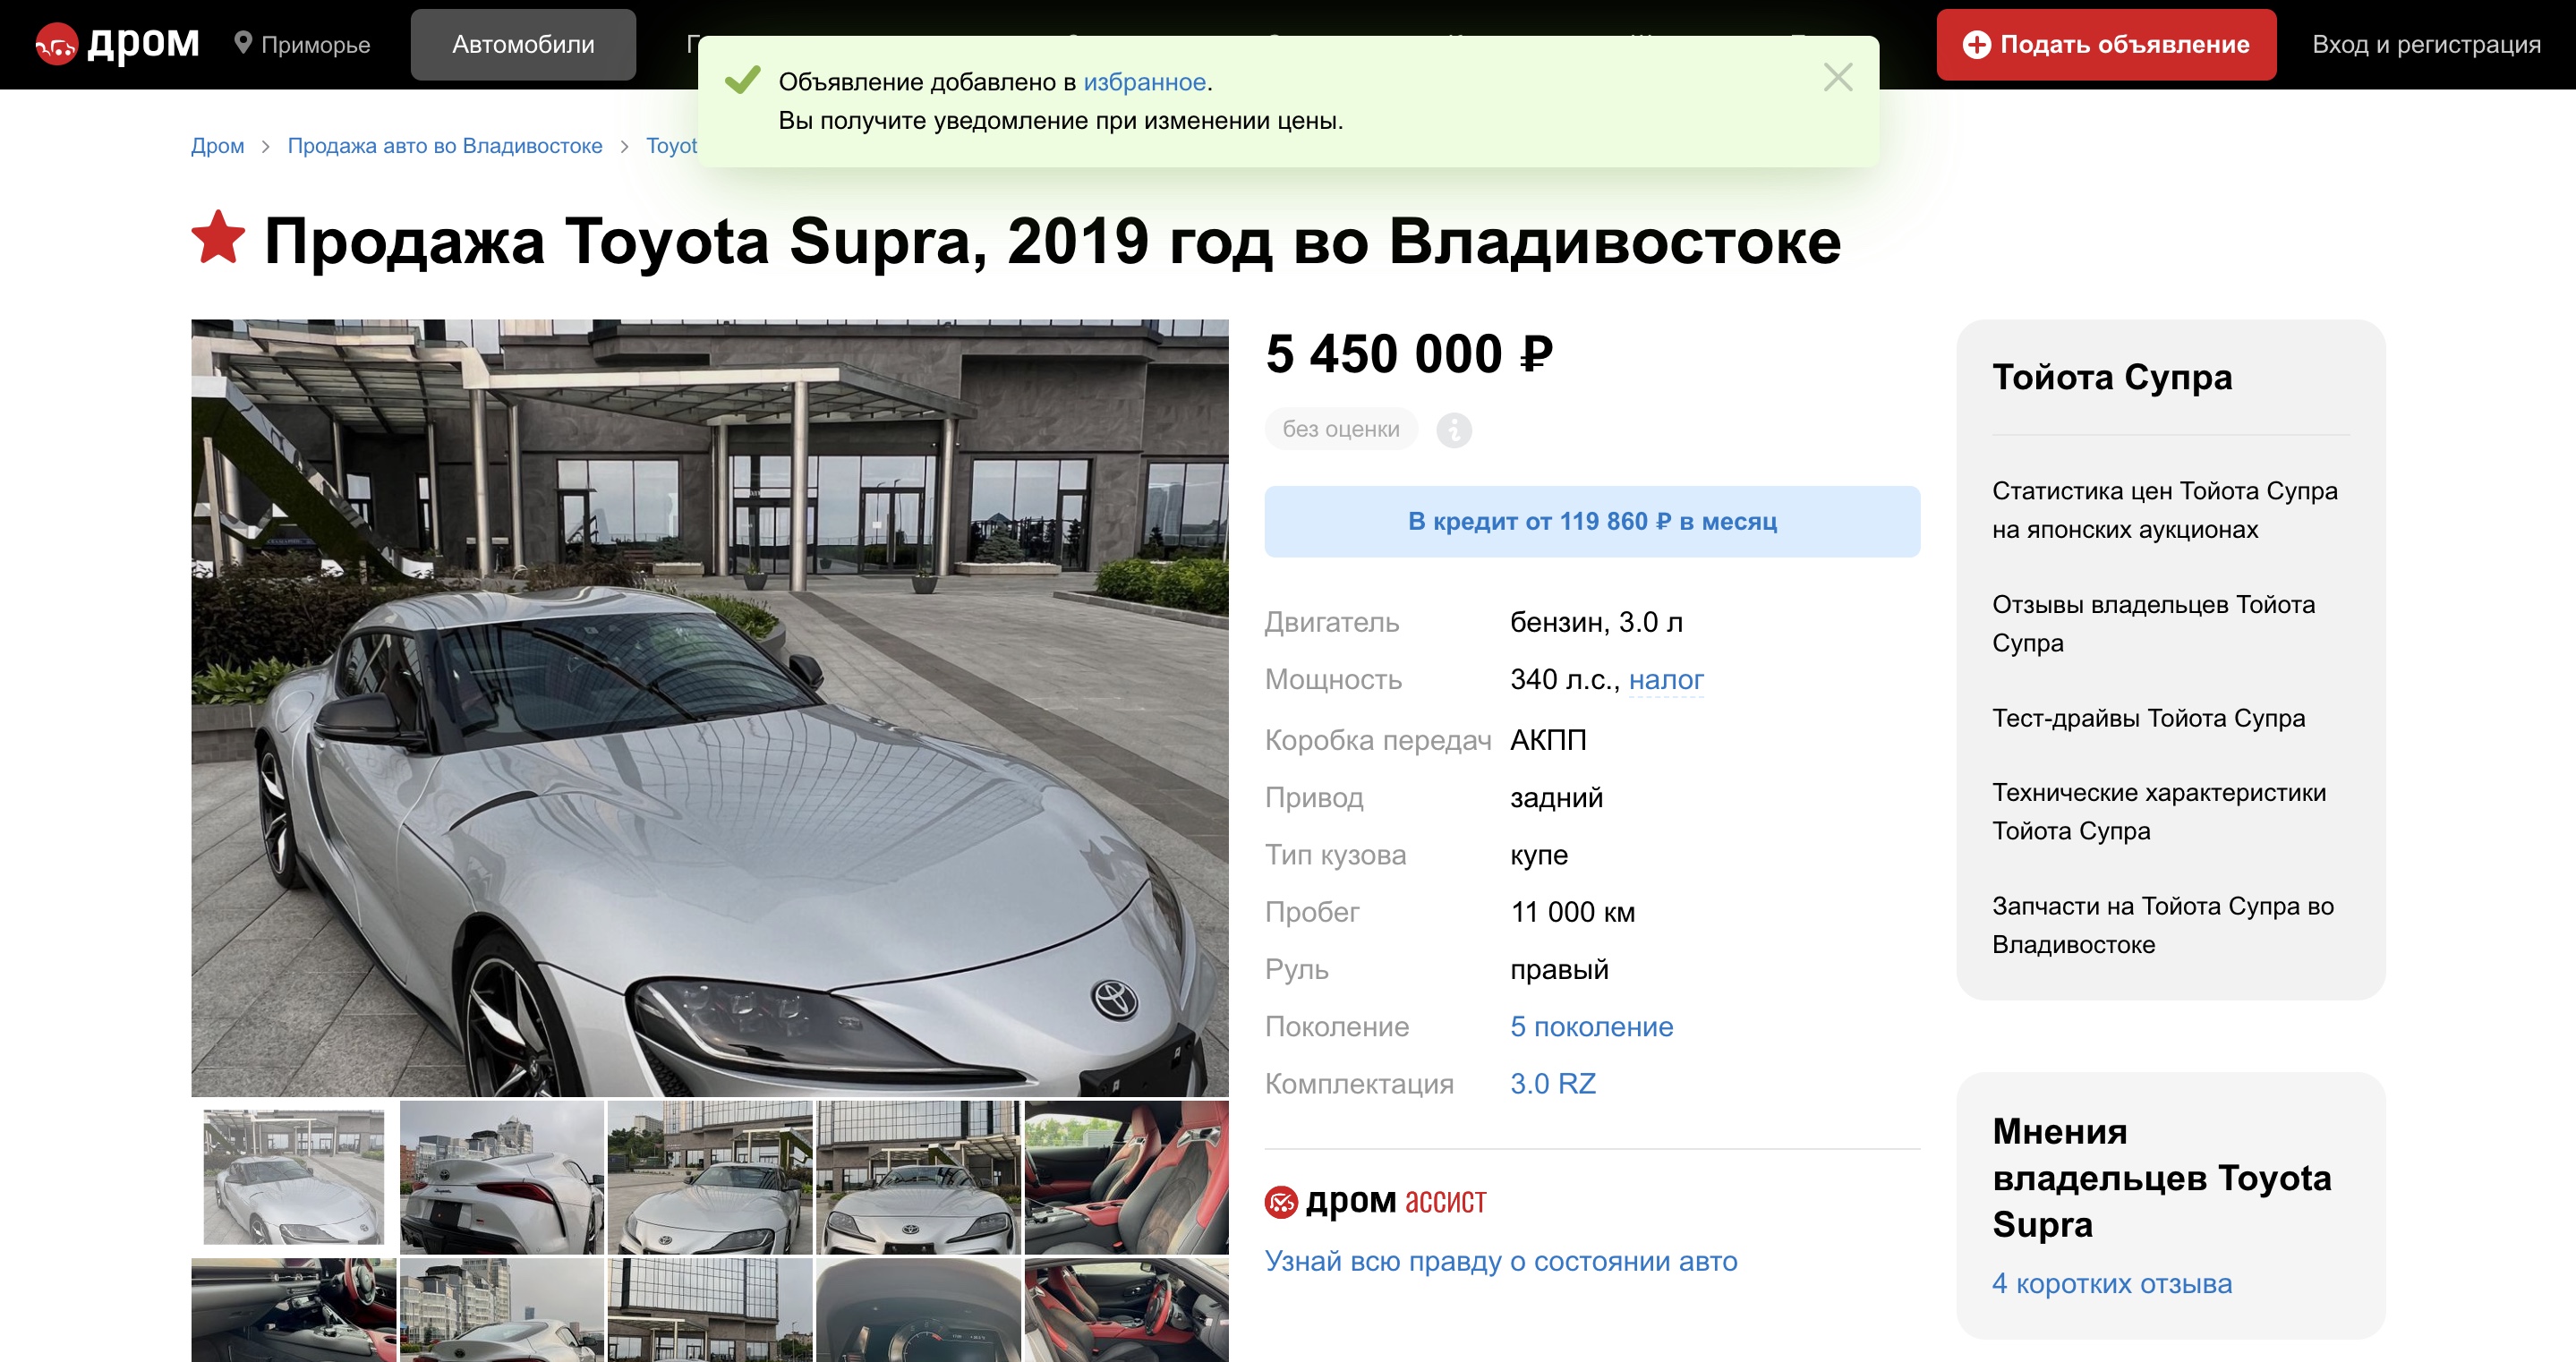 дром
Приморье
Автомобили
Подать объявление
Вход и регистрация
Объявление добавлено в избранное.
Вы получите уведомление при изменении цены.
Дром > Продажа авто во Владивостоке > Toyot
Продажа Toyota Supra, 2019 год во Владивостоке
5 450 000 ₽
без оценки
В кредит от 119 860 ₽ в месяц
Двигатель бензин, 3.0 л
Мощность 340 л.с., налог
Коробка передач АКПП
Привод задний
Тип кузова купе
Пробег 11 000 км
Руль правый
Поколение 5 поколение
Комплектация 3.0 RZ
дром ассист
Узнай всю правду о состоянии авто
Тойота Супра
Статистика цен Тойота Супра
на японских аукционах
Отзывы владельцев Тойота
Супра
Тест-драйвы Тойота Супра
Технические характеристики
Тойота Супра
Запчасти на Тойота Супра во
Владивостоке
Мнения
владельцев Toyota
Supra
4 коротких отзыва